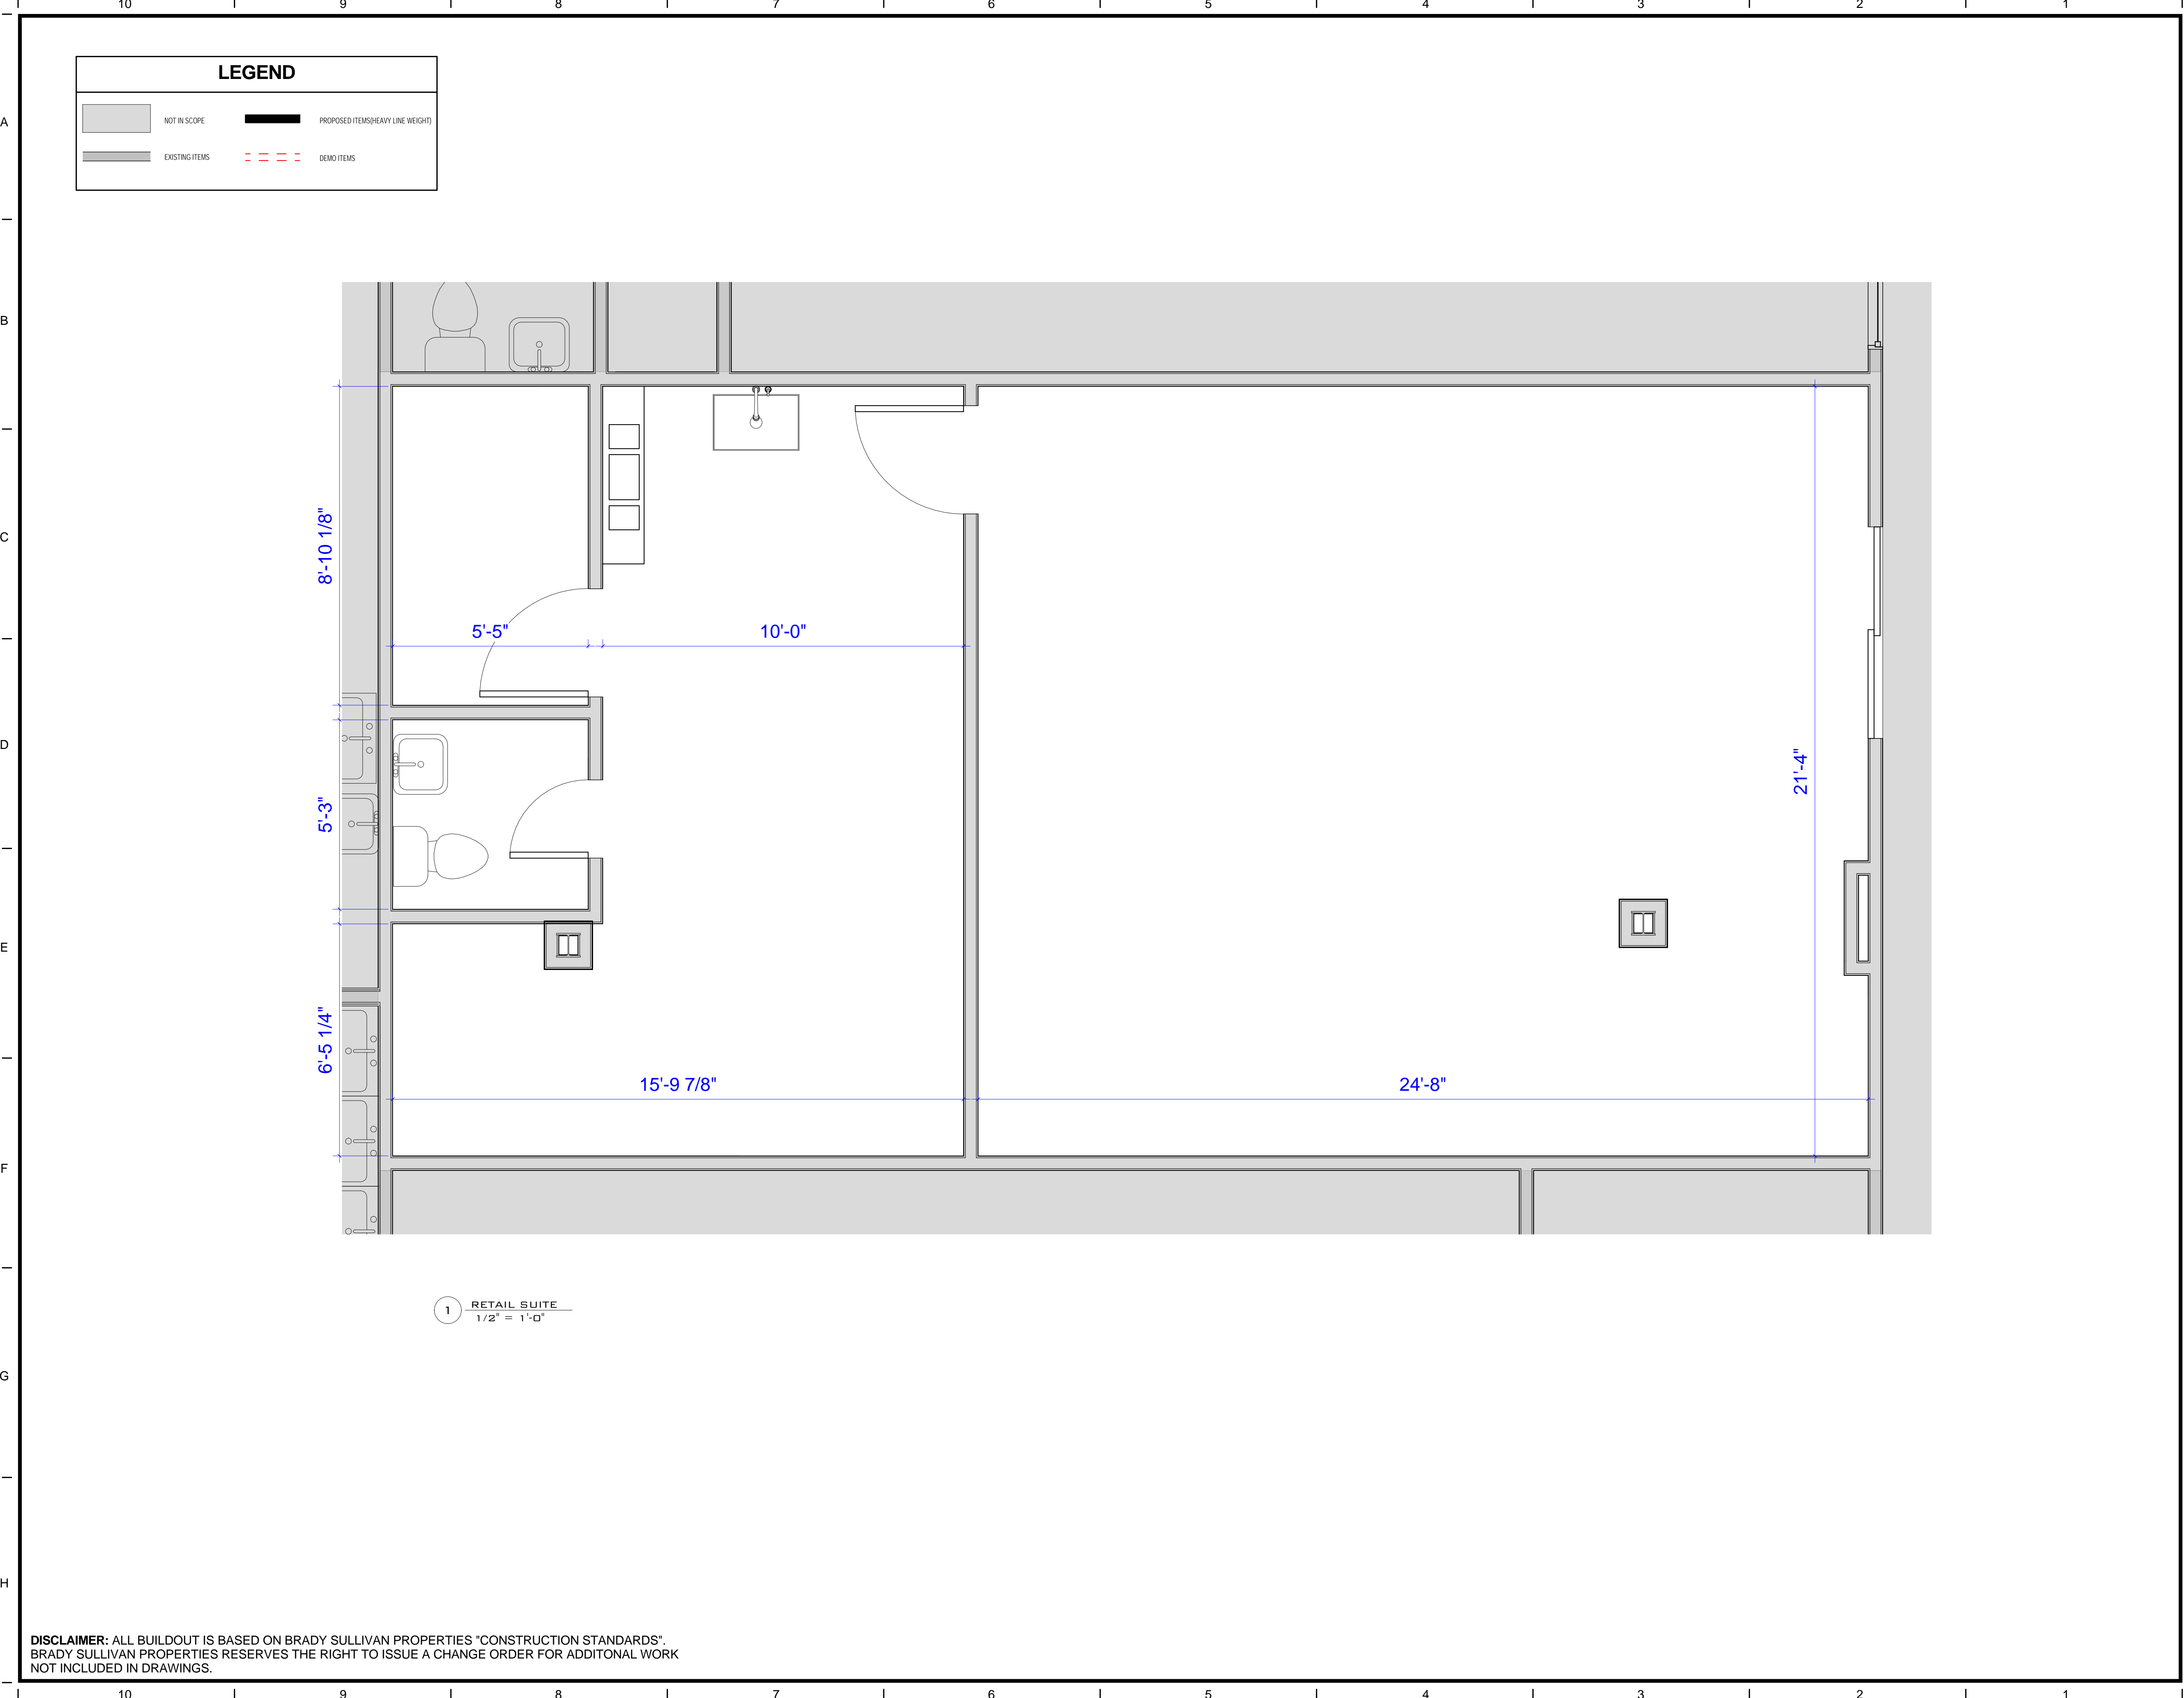 10 9 8 7 6 5 4 3 2 1
LEGEND
NOT IN SCOPE
PROPOSED ITEMS(HEAVY LINE WEIGHT)
EXISTING ITEMS
DEMO ITEMS
A
B
C
D
E
F
G
H
8'-10 1/8"
5'-5"
10'-0"
21'-4"
5'-3"
6'-5 1/4"
15'-9 7/8"
24'-8"
1
RETAIL SUITE
1/2" = 1'-0"
DISCLAIMER: ALL BUILDOUT IS BASED ON BRADY SULLIVAN PROPERTIES "CONSTRUCTION STANDARDS".
BRADY SULLIVAN PROPERTIES RESERVES THE RIGHT TO ISSUE A CHANGE ORDER FOR ADDITONAL WORK
NOT INCLUDED IN DRAWINGS.
10 9 8 7 6 5 4 3 2 1